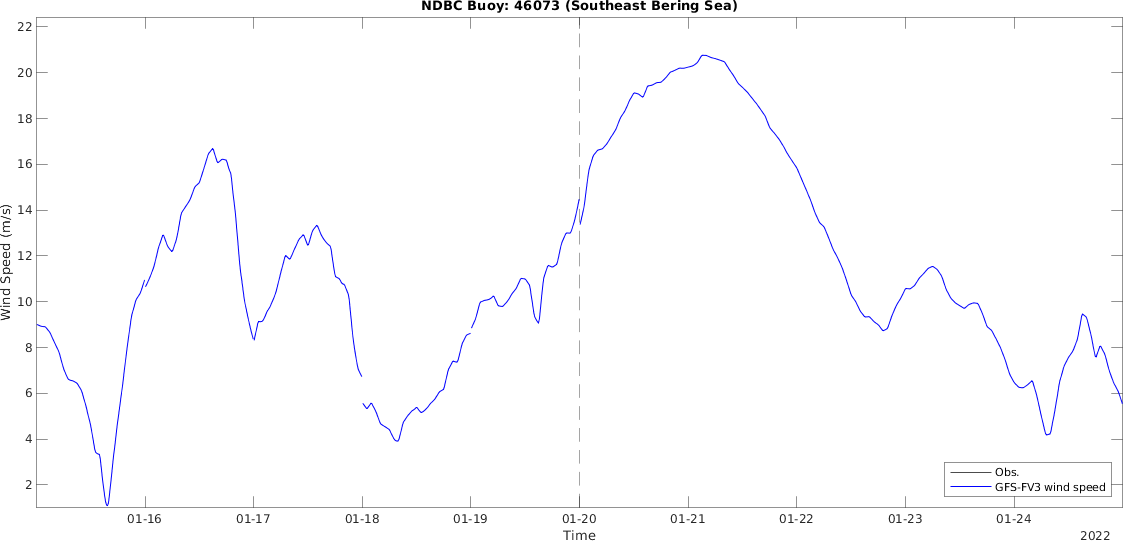 NDBC Buoy: 46073 (Southeast Bering Sea)
22
20
18
16
14
12
10
8
6
4
2
Wind Speed (m/s)
01-16 01-17 01-18 01-19 01-20 01-21 01-22 01-23 01-24
Time
2022
Obs.
GFS-FV3 wind speed